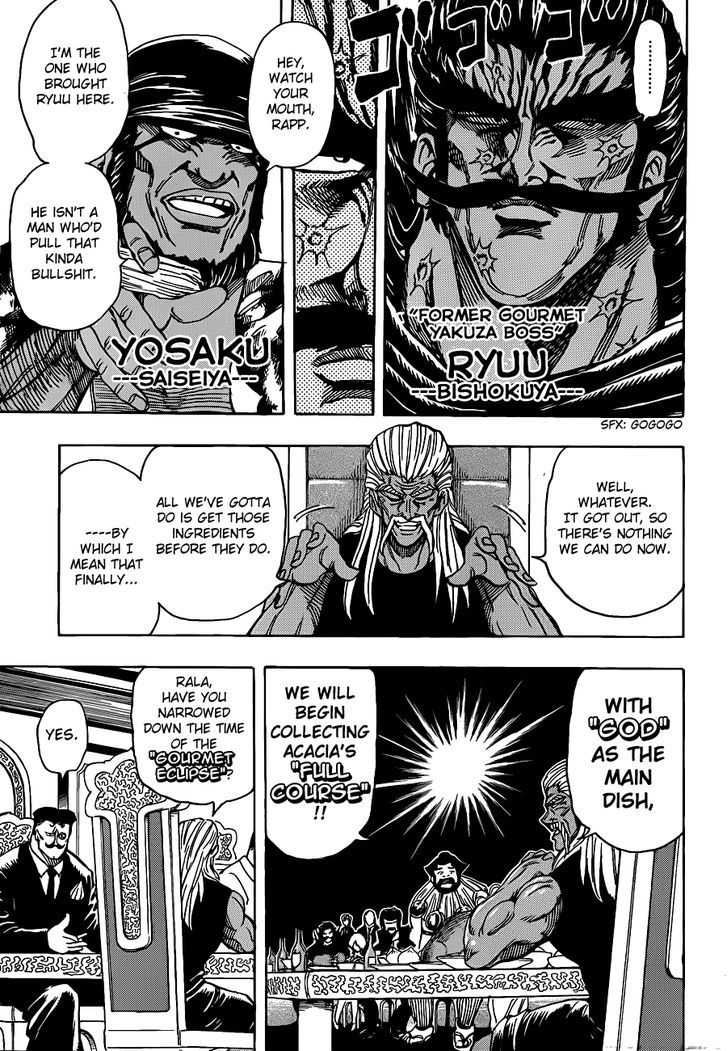 .........
ゴゴゴ
"FORMER GOURMET
YAKUZA BOSS"
RYUU
---BISHOKUYA---
SFX: GOGOGO
HEY,
WATCH
YOUR
MOUTH,
RAPP.
I'M THE
ONE WHO
BROUGHT
RYUU HERE.
HE ISN'T A
MAN WHO'D
PULL THAT
KINDA
BULLSHIT.
YOSAKU
---SAISEIYA---
WELL,
WHATEVER.
IT GOT OUT, SO
THERE'S NOTHING
WE CAN DO NOW.
ALL WE'VE GOTTA
DO IS GET THOSE
INGREDIENTS
BEFORE THEY DO.
----BY
WHICH I
MEAN THAT
FINALLY...
WITH
"GOD"
AS THE
MAIN
DISH,
WE WILL
BEGIN
COLLECTING
ACACIA'S
"FULL
COURSE"
!!
RALA,
HAVE YOU
NARROWED
DOWN THE TIME
OF THE
"GOURMET
ECLIPSE"?
YES.